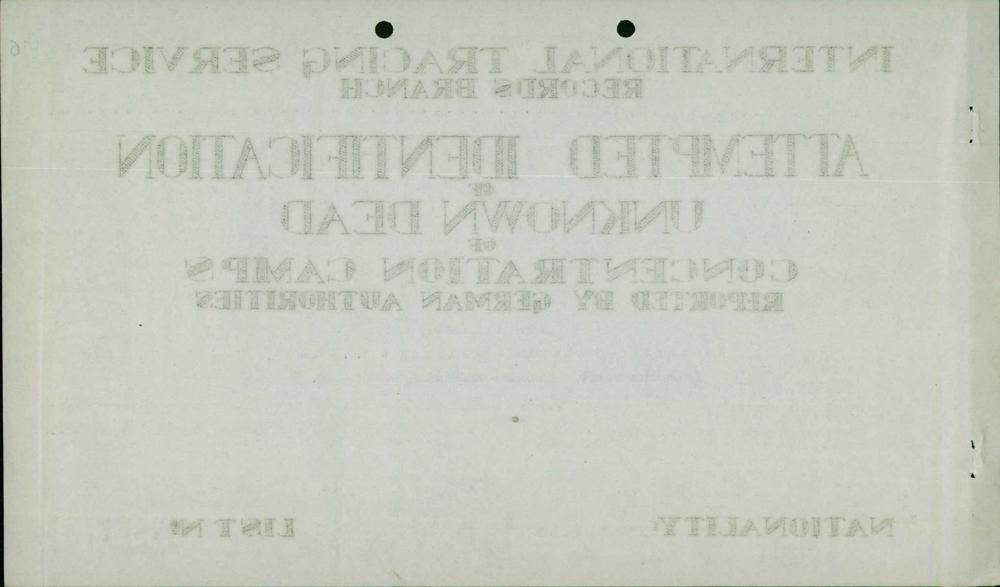 INTERNATIONAL TRACING SERVICE
RECORDS BRANCH
ATTEMPTED IDENTIFICATION
OF
UNKNOWN DEAD
OF
CONCENTRATION CAMPS
REPORTED BY GERMAN AUTHORITIES
NATIONALITY:
LIST Nº